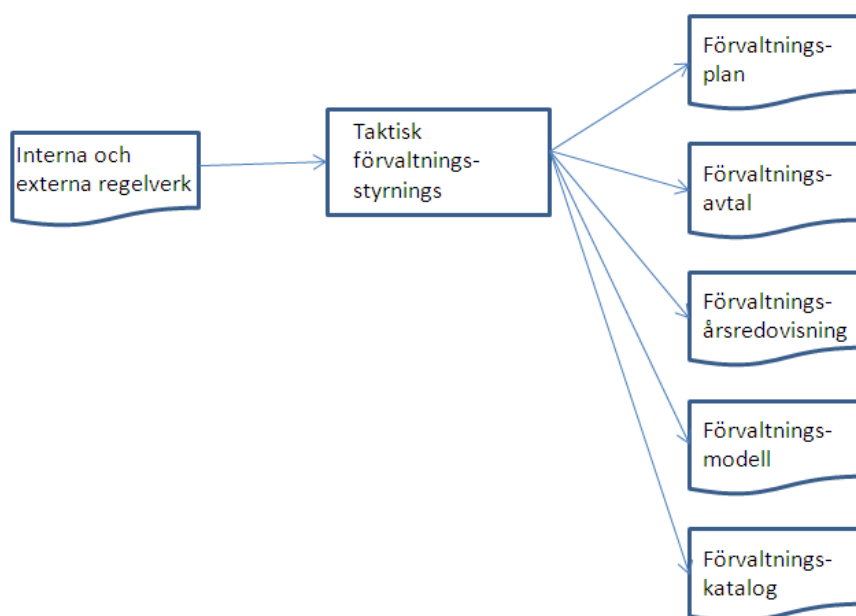 Interna och
externa regelverk
Taktisk
förvaltnings-
styrnings
Förvaltnings-
plan
Förvaltnings-
avtal
Förvaltnings-
årsredovisning
Förvaltnings-
modell
Förvaltnings-
katalog